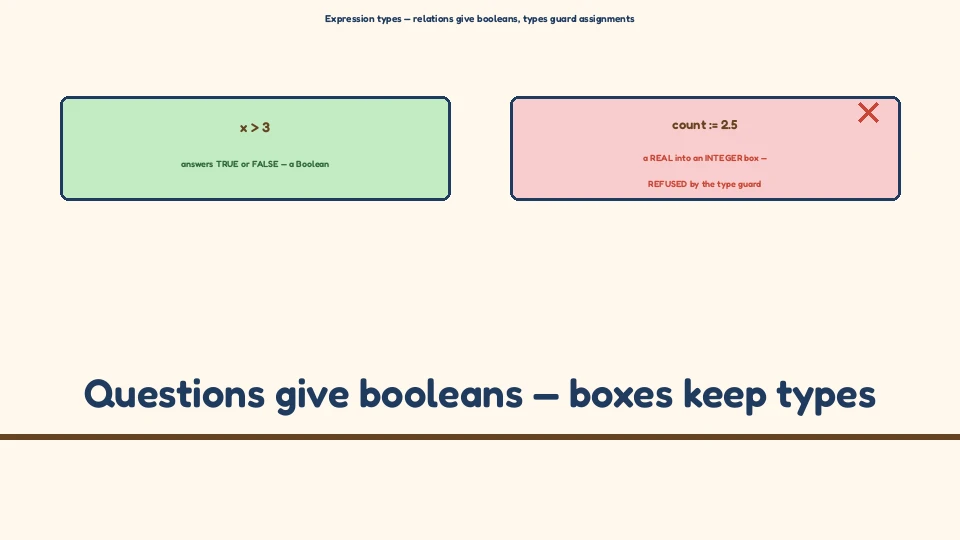 Expression types — relations give booleans, types guard assignments
x > 3
answers TRUE or FALSE — a Boolean
count := 2.5
a REAL into an INTEGER box —
REFUSED by the type guard
Questions give booleans — boxes keep types